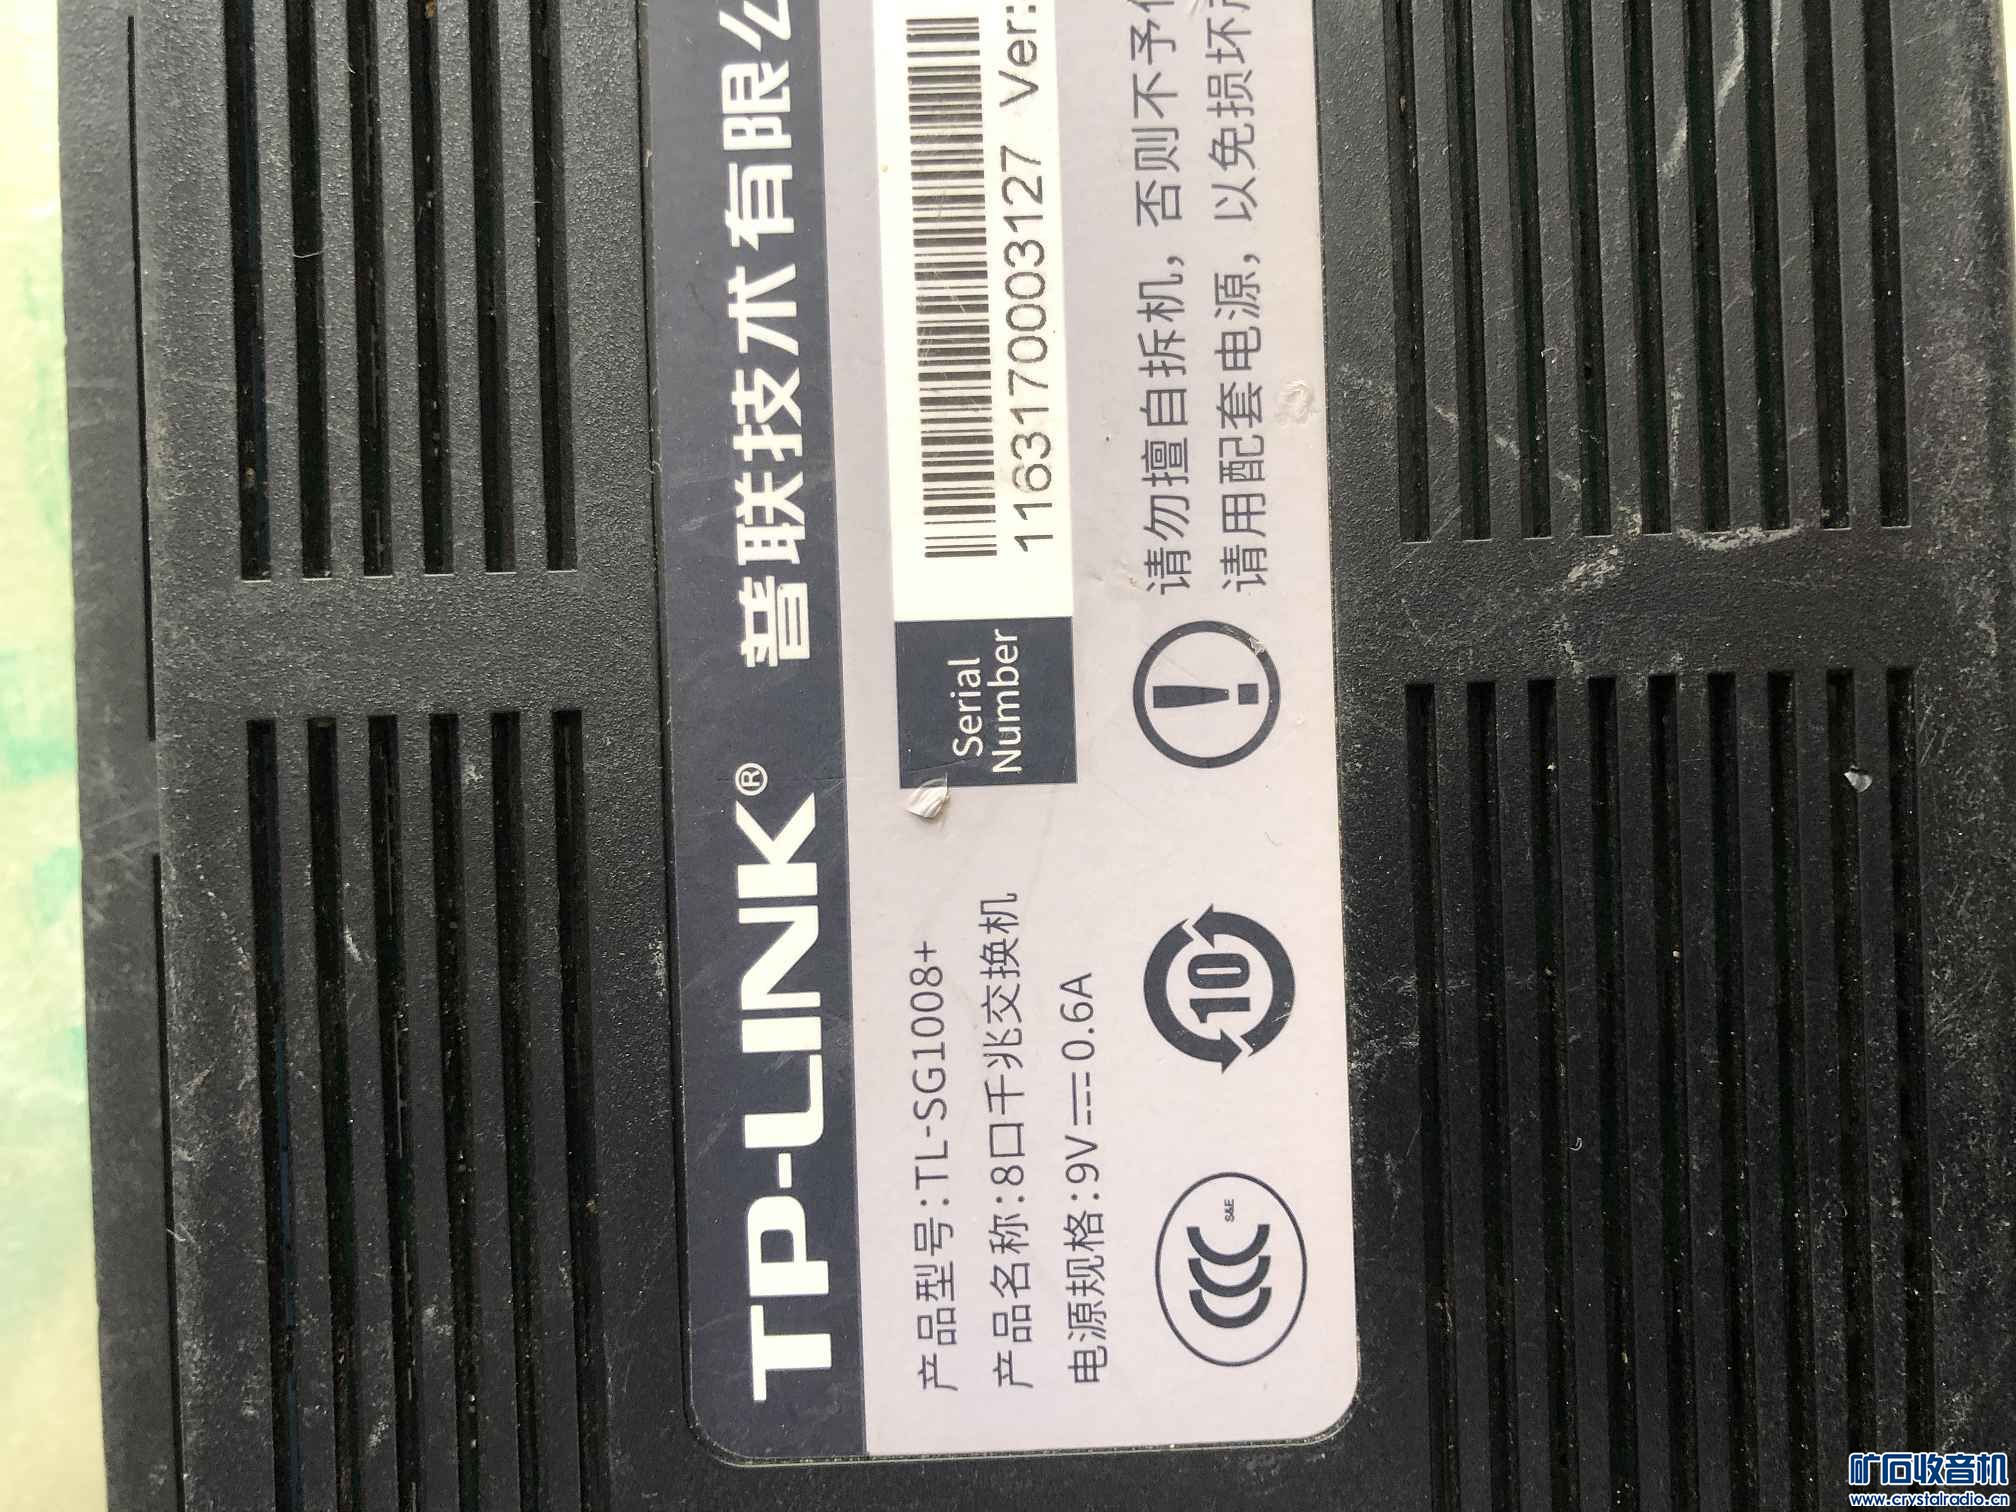 TP-LINK® 普联技术有限
产品型号:TL-SG1008+
产品名称:8口千兆交换机
电源规格:9V⎓0.6A
Serial
Number
1163170003127 Ver:
S&E
10
请勿擅自拆机，否则不予
请用配套电源，以免损坏
矿石收音机
www.crystalradio.cn